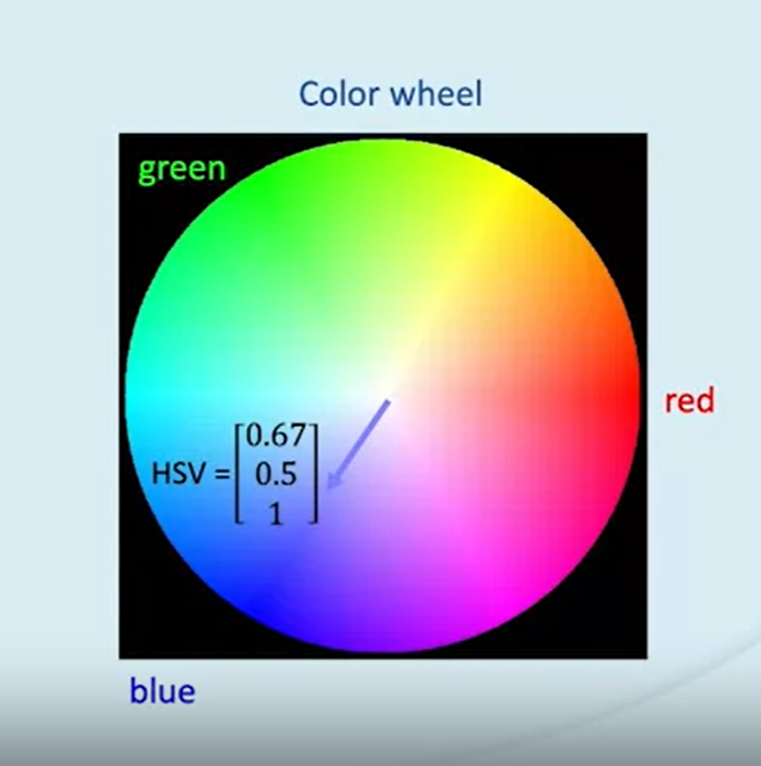 Color wheel
green
red
HSV = [0.67
0.5
1]
blue